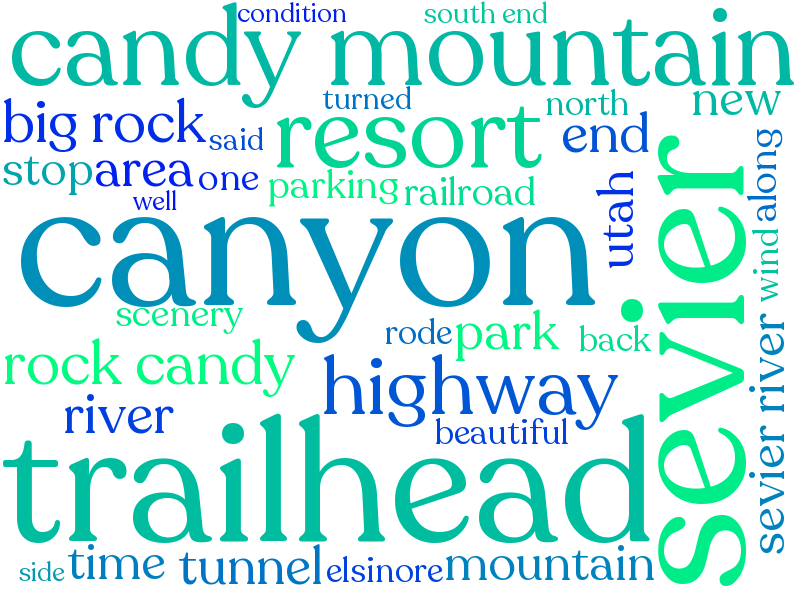 condition
south end
candy mountain
turned
north
new
big rock
said
resort
end
stop
area
one
parking
railroad
utah
along
well
canyon
sevier
wind
scenery
rode
park
back
rock candy
highway
sevier river
river
beautiful
trailhead
side
time
tunnel
elsinore
mountain